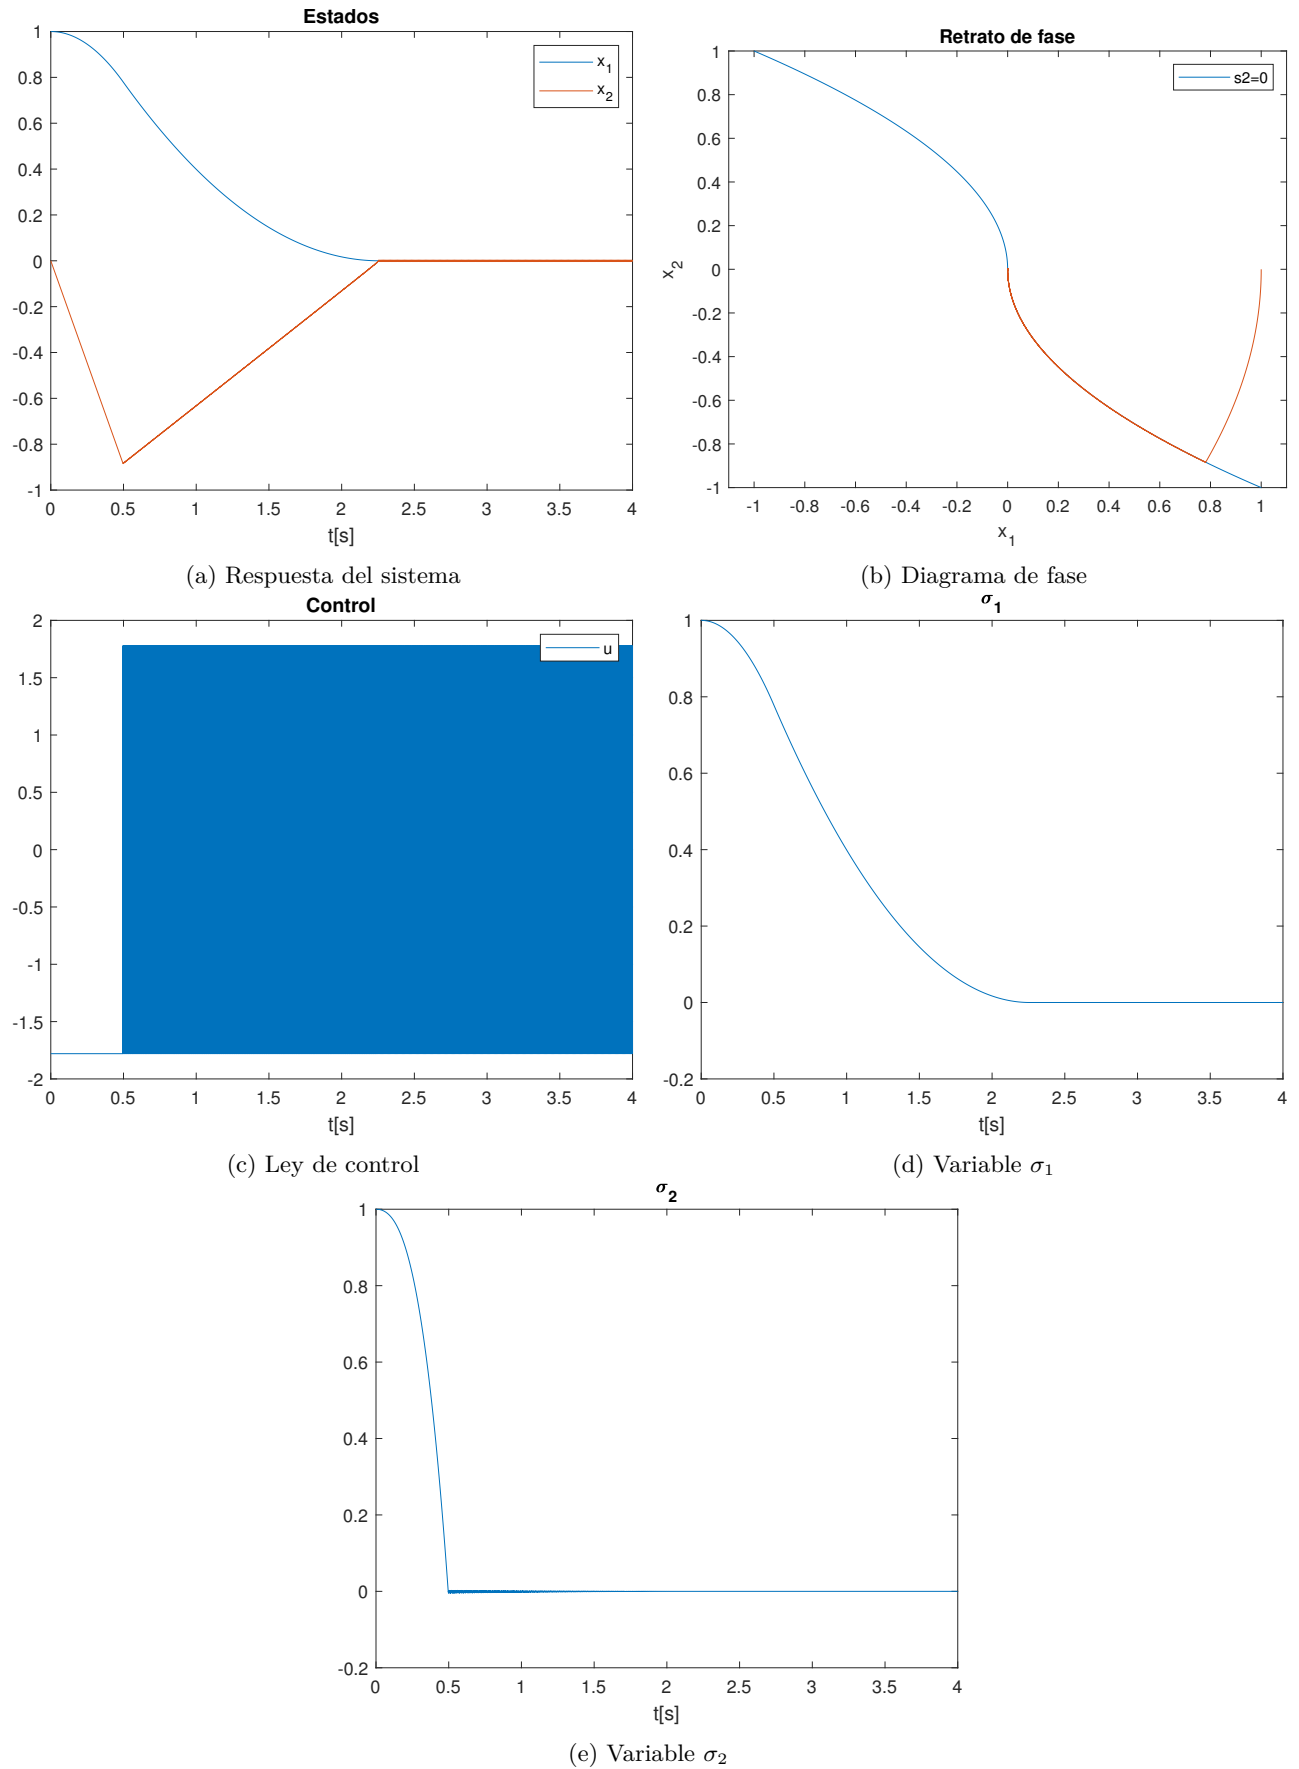 Estados
1
0.8
0.6
0.4
0.2
0
-0.2
-0.4
-0.6
-0.8
-1
0 0.5 1 1.5 2 2.5 3 3.5 4
t[s]
x_1
x_2
(a) Respuesta del sistema
Retrato de fase
1
0.8
0.6
0.4
0.2
0
-0.2
-0.4
-0.6
-0.8
-1
x_2
-1 -0.8 -0.6 -0.4 -0.2 0 0.2 0.4 0.6 0.8 1
x_1
s2=0
(b) Diagrama de fase
Control
2
1.5
1
0.5
0
-0.5
-1
-1.5
-2
0 0.5 1 1.5 2 2.5 3 3.5 4
t[s]
u
(c) Ley de control
σ_1
1
0.8
0.6
0.4
0.2
0
-0.2
0 0.5 1 1.5 2 2.5 3 3.5 4
t[s]
(d) Variable σ_1
σ_2
1
0.8
0.6
0.4
0.2
0
-0.2
0 0.5 1 1.5 2 2.5 3 3.5 4
t[s]
(e) Variable σ_2